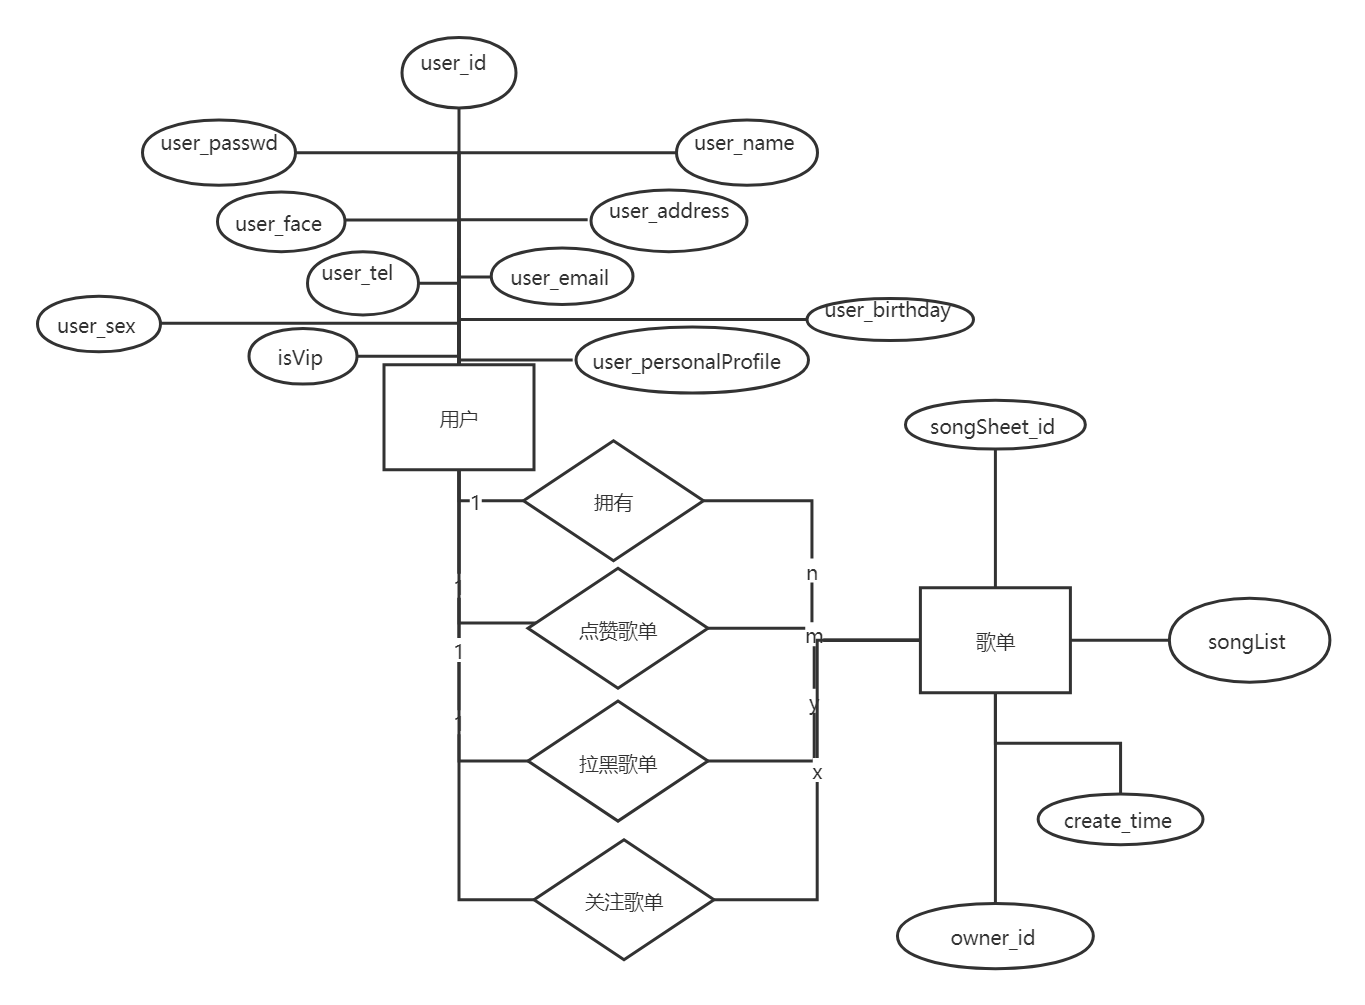 user_id
user_passwd
user_name
user_face
user_address
user_tel
user_email
user_sex
user_birthday
isVip
user_personalProfile
用户
songSheet_id
1
拥有
n
1
点赞歌单
m
歌单
songList
1
y
1
拉黑歌单
x
create_time
关注歌单
owner_id